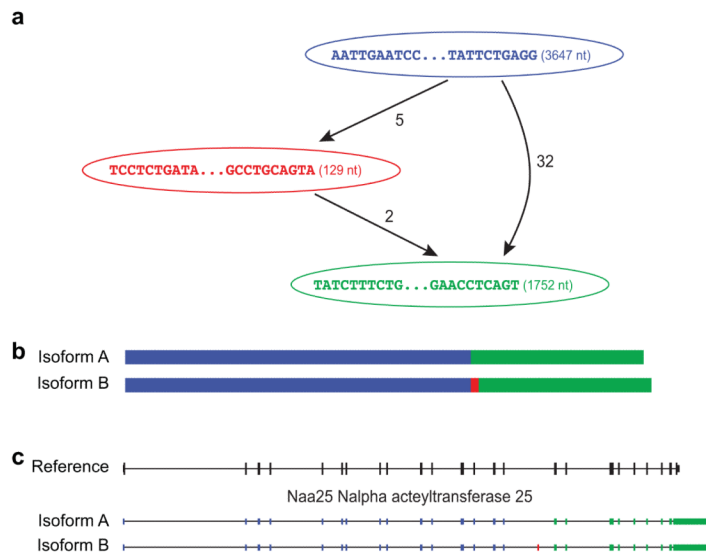 a
AATTGAATCC...TATTCTGAGG (3647 nt)
5
32
TCCTCTGATA...GCCTGCAGTA (129 nt)
2
TATCTTTCTG...GAACCTCAGT (1752 nt)
b
Isoform A
Isoform B
c
Reference
Naa25 Nalpha acteyltransferase 25
Isoform A
Isoform B